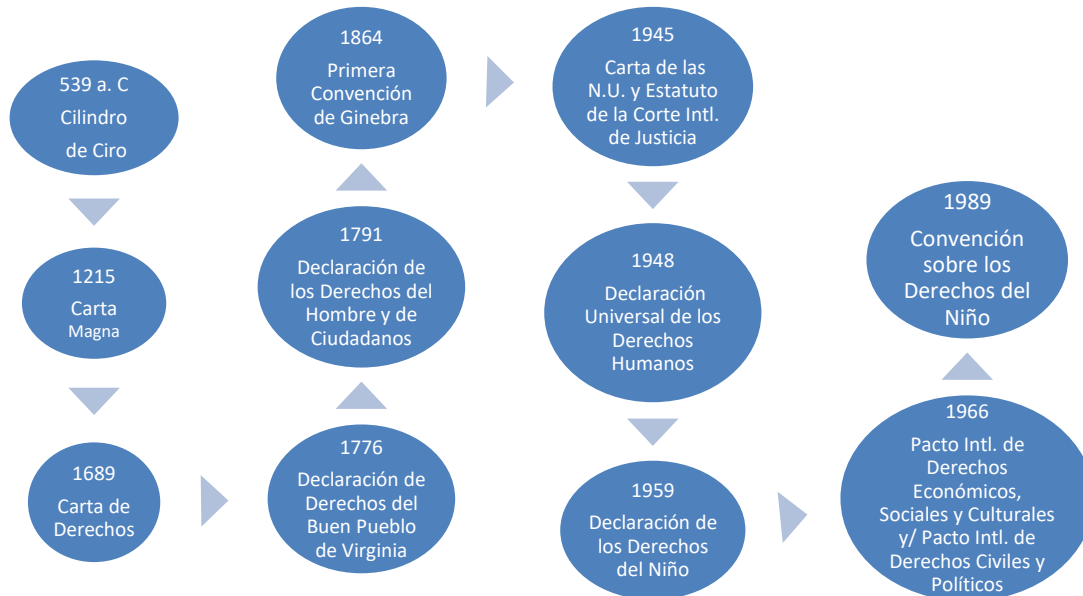 539 a. C
Cilindro
de Ciro
1215
Carta
Magna
1689
Carta de
Derechos
1776
Declaración de
Derechos del
Buen Pueblo
de Virginia
1791
Declaración de
los Derechos del
Hombre y de
Ciudadanos
1864
Primera
Convención
de Ginebra
1945
Carta de las
N.U. y Estatuto
de la Corte Intl.
de Justicia
1948
Declaración
Universal de los
Derechos
Humanos
1959
Declaración de
los Derechos
del Niño
1966
Pacto Intl. de
Derechos
Económicos,
Sociales y Culturales
y/ Pacto Intl. de
Derechos Civiles y
Políticos
1989
Convención
sobre los
Derechos del
Niño